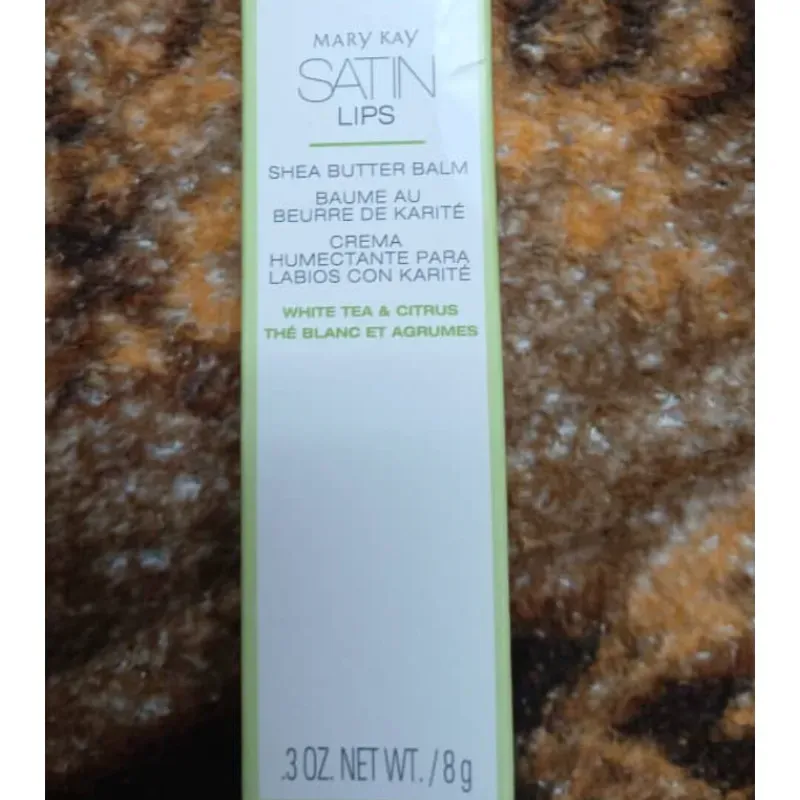 MARY KAY
SATIN
LIPS
SHEA BUTTER BALM
BAUME AU
BEURRE DE KARITÉ
CREMA
HUMECTANTE PARA
LABIOS CON KARITÉ
WHITE TEA & CITRUS
THÉ BLANC ET AGRUMES
.3 OZ. NET WT. / 8 g